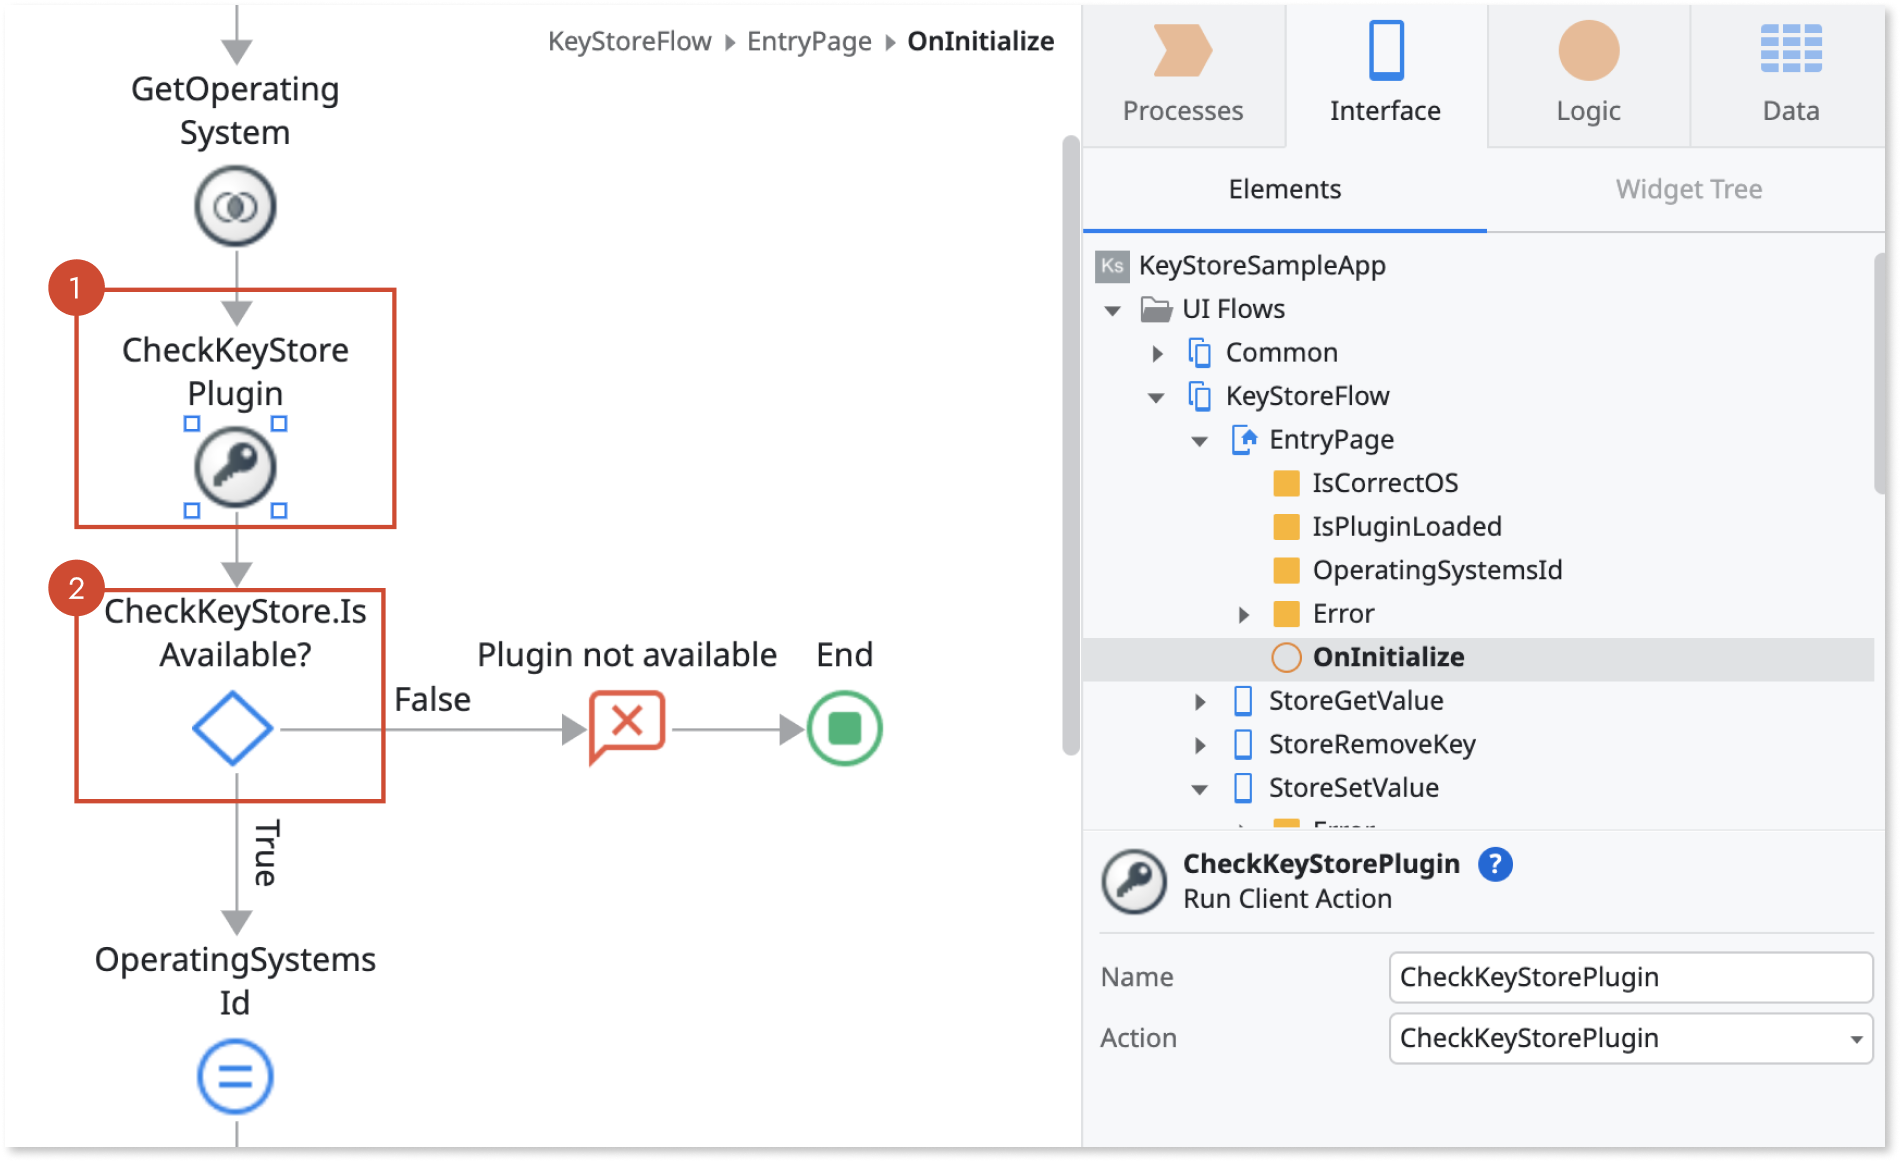 KeyStoreFlow EntryPage OnInitialize
GetOperating
System
1
CheckKeyStore
Plugin
2
CheckKeyStore.Is
Available?
False
Plugin not available
End
True
OperatingSystems
Id
Processes
Interface
Logic
Data
Elements
Widget Tree
Ks KeyStoreSampleApp
UI Flows
Common
KeyStoreFlow
EntryPage
IsCorrectOS
IsPluginLoaded
OperatingSystemsId
Error
OnInitialize
StoreGetValue
StoreRemoveKey
StoreSetValue
Error
CheckKeyStorePlugin ?
Run Client Action
Name CheckKeyStorePlugin
Action CheckKeyStorePlugin